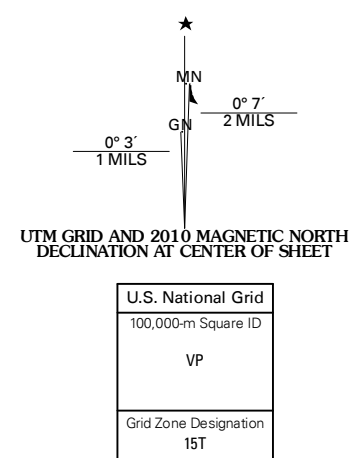 MN
0° 7´
2 MILS
GN
0° 3´
1 MILS
UTM GRID AND 2010 MAGNETIC NORTH
DECLINATION AT CENTER OF SHEET
U.S. National Grid
100,000-m Square ID
VP
Grid Zone Designation
15T